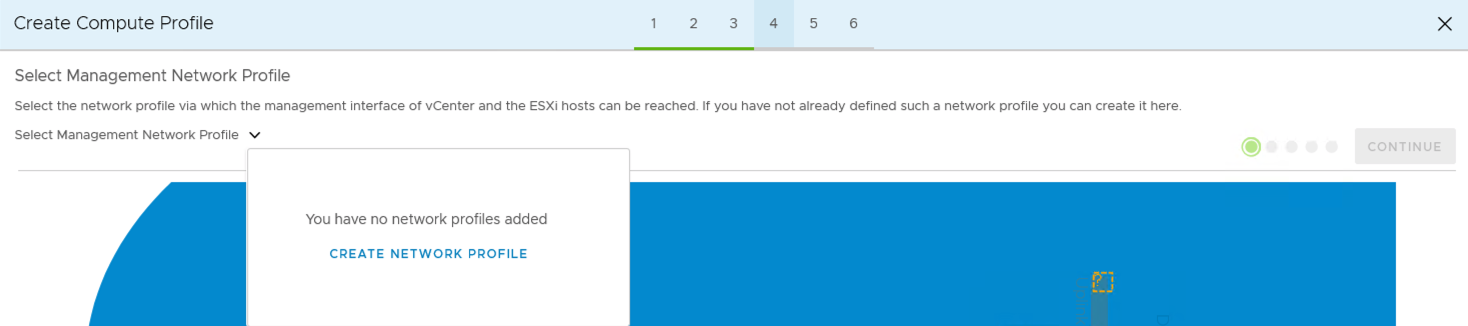 Create Compute Profile
1 2 3 4 5 6
Select Management Network Profile
Select the network profile via which the management interface of vCenter and the ESXi hosts can be reached. If you have not already defined such a network profile you can create it here.
Select Management Network Profile
CONTINUE
You have no network profiles added
CREATE NETWORK PROFILE